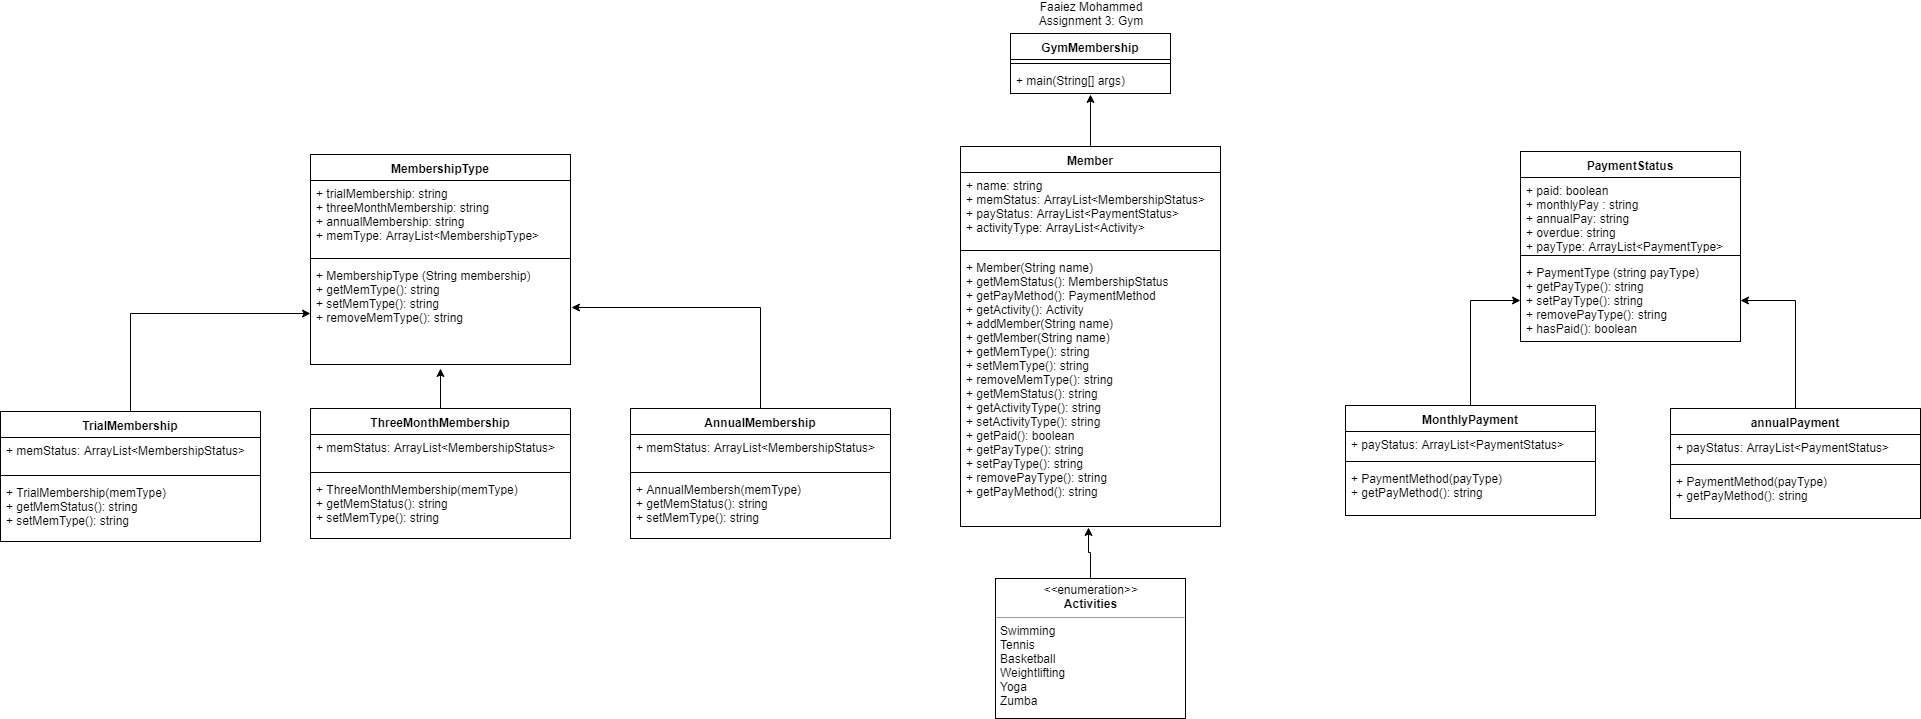 Faaiez Mohammed
Assignment 3: Gym
GymMembership
+ main(String[] args)
MembershipType
+ trialMembership: string
+ threeMonthMembership: string
+ annualMembership: string
+ memType: ArrayList<MembershipType>
+ MembershipType (String membership)
+ getMemType(): string
+ setMemType(): string
+ removeMemType(): string
Member
+ name: string
+ memStatus: ArrayList<MembershipStatus>
+ payStatus: ArrayList<PaymentStatus>
+ activityType: ArrayList<Activity>
+ Member(String name)
+ getMemStatus(): MembershipStatus
+ getPayMethod(): PaymentMethod
+ getActivity(): Activity
+ addMember(String name)
+ getMember(String name)
+ getMemType(): string
+ setMemType(): string
+ removeMemType(): string
+ getMemStatus(): string
+ getActivityType(): string
+ setActivityType(): string
+ getPaid(): boolean
+ getPayType(): string
+ setPayType(): string
+ removePayType(): string
+ getPayMethod(): string
PaymentStatus
+ paid: boolean
+ monthlyPay : string
+ annualPay: string
+ overdue: string
+ payType: ArrayList<PaymentType>
+ PaymentType (string payType)
+ getPayType(): string
+ setPayType(): string
+ removePayType(): string
+ hasPaid(): boolean
TrialMembership
+ memStatus: ArrayList<MembershipStatus>
+ TrialMembership(memType)
+ getMemStatus(): string
+ setMemType(): string
ThreeMonthMembership
+ memStatus: ArrayList<MembershipStatus>
+ ThreeMonthMembership(memType)
+ getMemStatus(): string
+ setMemType(): string
AnnualMembership
+ memStatus: ArrayList<MembershipStatus>
+ AnnualMembersh(memType)
+ getMemStatus(): string
+ setMemType(): string
MonthlyPayment
+ payStatus: ArrayList<PaymentStatus>
+ PaymentMethod(payType)
+ getPayMethod(): string
annualPayment
+ payStatus: ArrayList<PaymentStatus>
+ PaymentMethod(payType)
+ getPayMethod(): string
<<enumeration>>
Activities
Swimming
Tennis
Basketball
Weightlifting
Yoga
Zumba